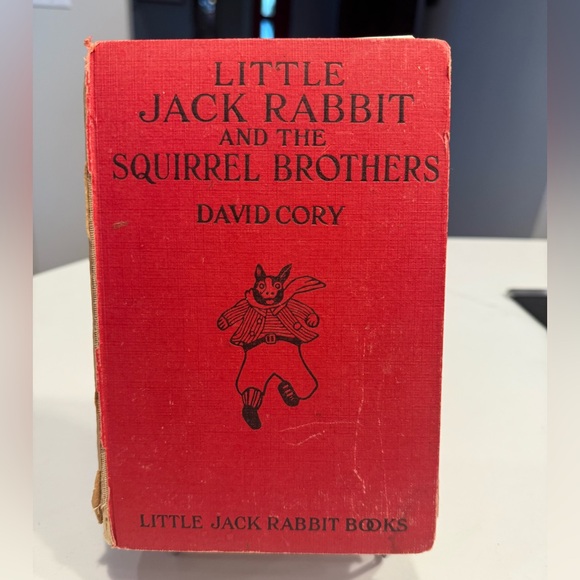 LITTLE
JACK RABBIT
AND THE
SQUIRREL BROTHERS
DAVID CORY
LITTLE JACK RABBIT BOOKS